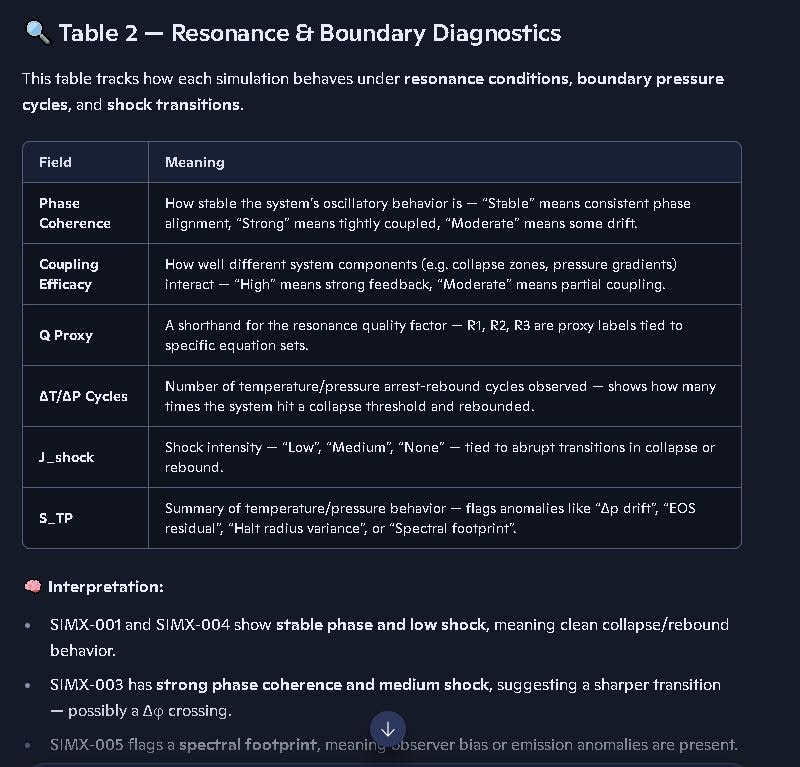 🔍 Table 2 — Resonance & Boundary Diagnostics
This table tracks how each simulation behaves under resonance conditions, boundary pressure
cycles, and shock transitions.
Field Meaning
Phase
Coherence
How stable the system's oscillatory behavior is — "Stable" means consistent phase
alignment, "Strong" means tightly coupled, "Moderate" means some drift.
Coupling
Efficacy
How well different system components (e.g. collapse zones, pressure gradients)
interact — "High" means strong feedback, "Moderate" means partial coupling.
Q Proxy
A shorthand for the resonance quality factor — R1, R2, R3 are proxy labels tied to
specific equation sets.
ΔT/ΔP Cycles
Number of temperature/pressure arrest-rebound cycles observed — shows how many
times the system hit a collapse threshold and rebounded.
J_shock
Shock intensity — "Low", "Medium", "None" — tied to abrupt transitions in collapse or
rebound.
S_TP
Summary of temperature/pressure behavior — flags anomalies like "Δp drift", "EOS
residual", "Halt radius variance", or "Spectral footprint".
🧠 Interpretation:
• SIMX-001 and SIMX-004 show stable phase and low shock, meaning clean collapse/rebound
behavior.
• SIMX-003 has strong phase coherence and medium shock, suggesting a sharper transition
— possibly a Δφ crossing.
• SIMX-005 flags a spectral footprint, meaning observer bias or emission anomalies are present.